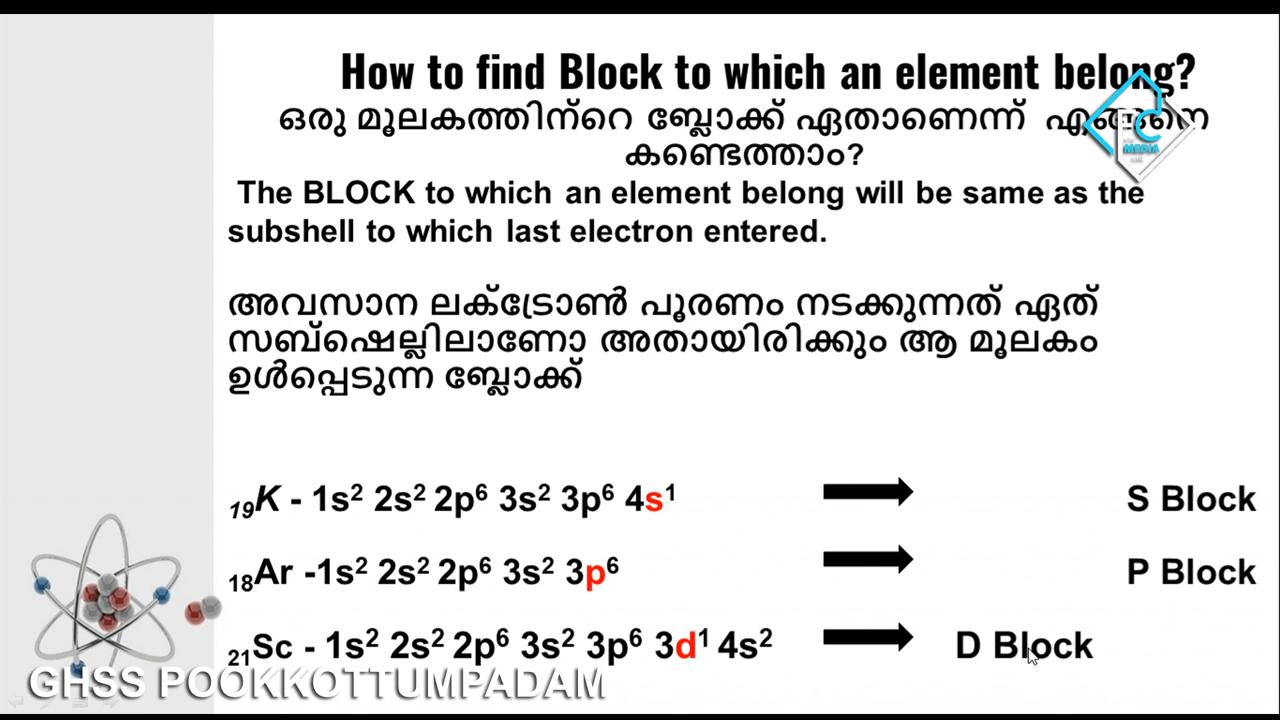 How to find Block to which an element belong?
ഒരു മൂലകത്തിന്റെ ബ്ലോക്ക് ഏതാണെന്ന് എങ്ങനെ
കണ്ടെത്താം?
The BLOCK to which an element belong will be same as the
subshell to which last electron entered.
അവസാന ലക്ട്രോൺ പൂരണം നടക്കുന്നത് ഏത്
സബ്ഷെല്ലിലാണോ അതായിരിക്കും ആ മൂലകം
ഉൾപ്പെടുന്ന ബ്ലോക്ക്
₁₉K - 1s² 2s² 2p⁶ 3s² 3p⁶ 4s¹ S Block
₁₈Ar -1s² 2s² 2p⁶ 3s² 3p⁶ P Block
₂₁Sc - 1s² 2s² 2p⁶ 3s² 3p⁶ 3d¹ 4s² D Block
GHSS POOKKOTTUMPADAM
MEDIA